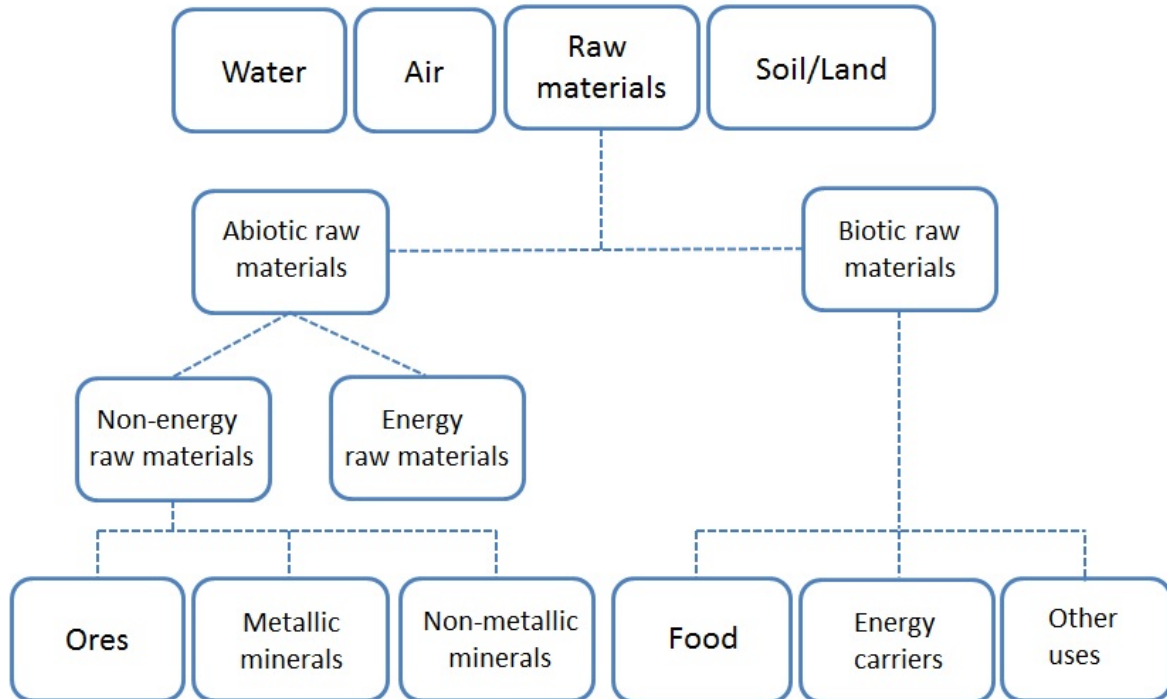 Water
Air
Raw
materials
Soil/Land
Abiotic raw
materials
Biotic raw
materials
Non-energy
raw materials
Energy
raw materials
Ores
Metallic
minerals
Non-metallic
minerals
Food
Energy
carriers
Other
uses